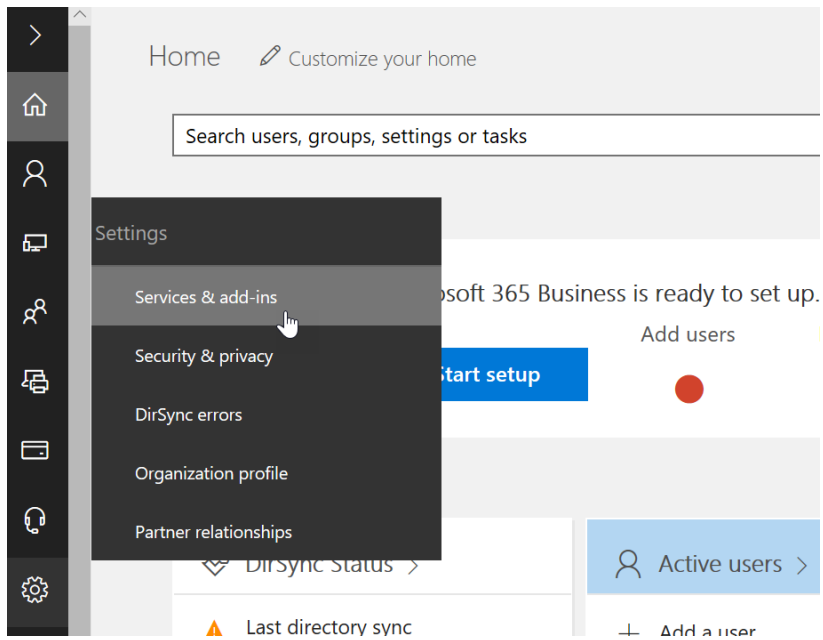 Home
Customize your home
Search users, groups, settings or tasks
Settings
Services & add-ins
Security & privacy
DirSync errors
Organization profile
Partner relationships
soft 365 Business is ready to set up.
Add users
Start setup
DirSync Status >
Last directory sync
Active users >
Add a user